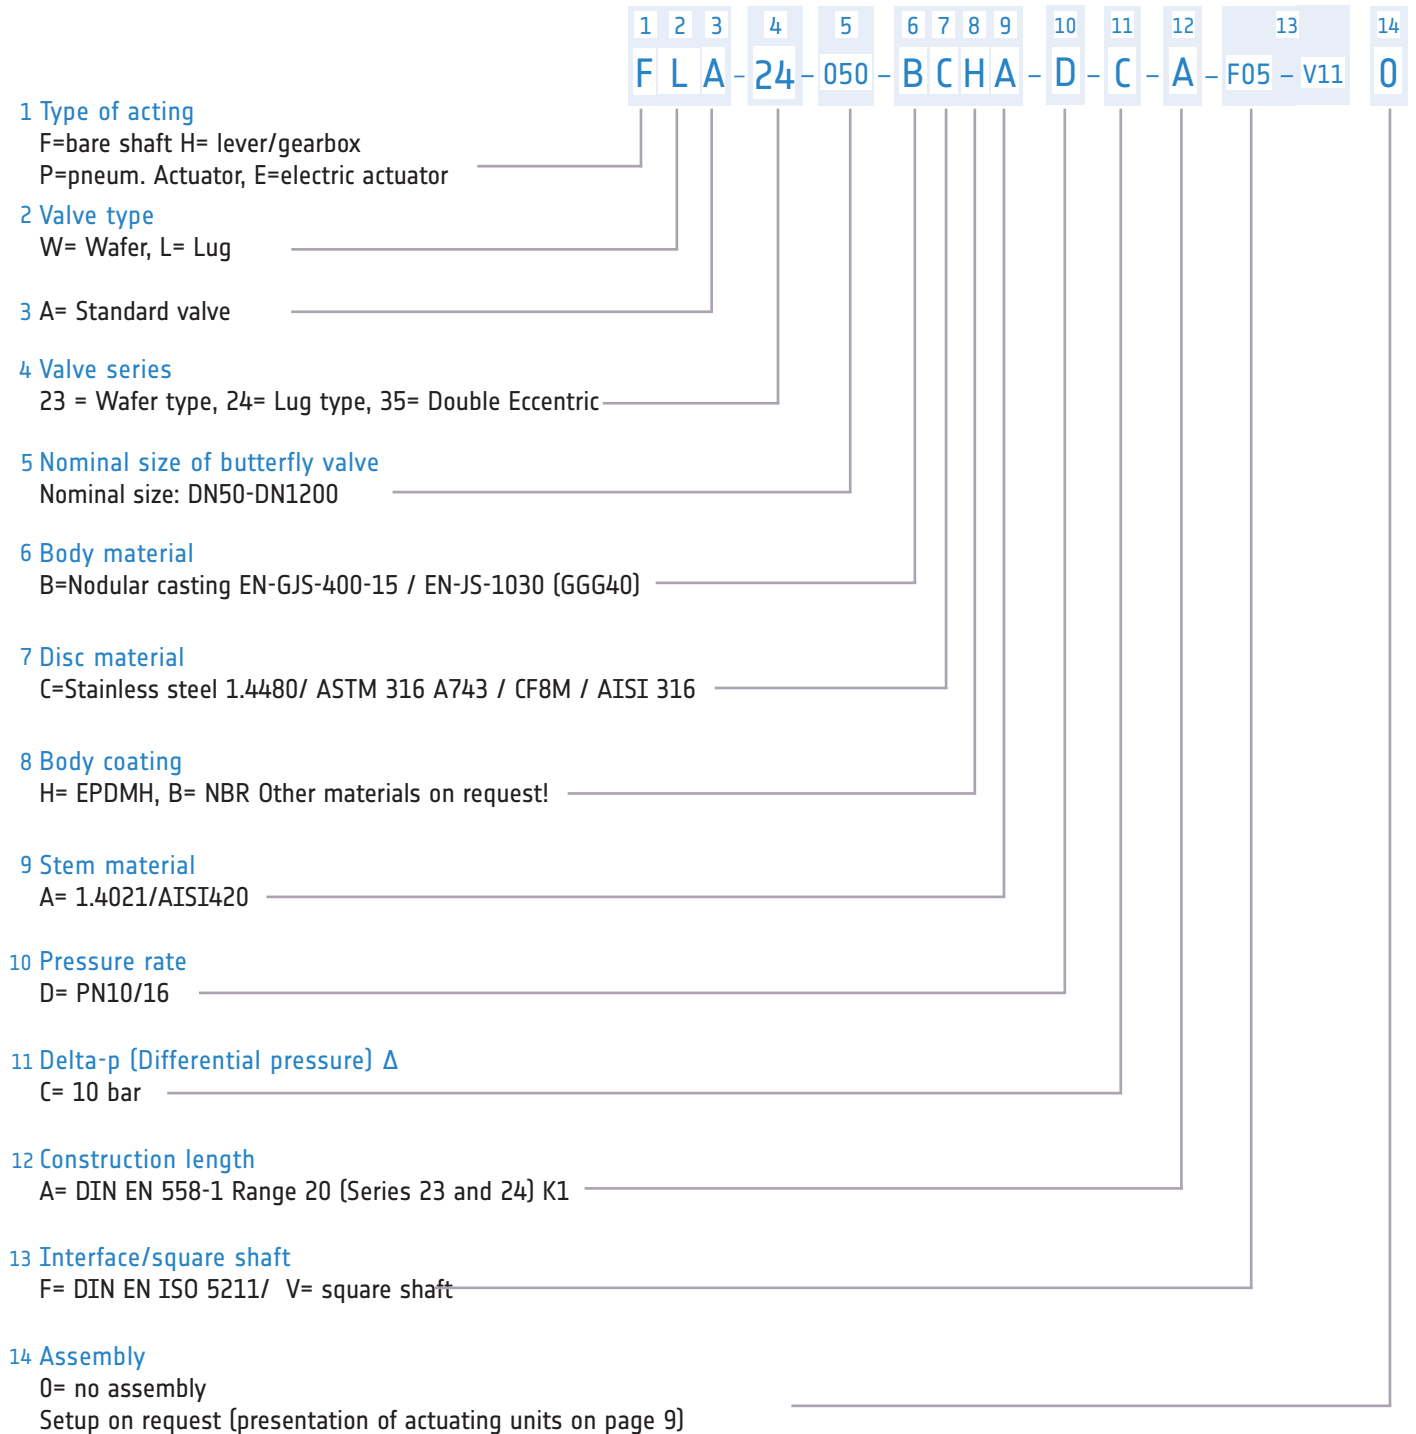 1 2 3 4 5 6 7 8 9 10 11 12 13 14
F L A - 24 - 050 - B C H A - D - C - A - F05 - V11 0
1 Type of acting
F=bare shaft H= lever/gearbox
P=pneum. Actuator, E=electric actuator
2 Valve type
W= Wafer, L= Lug
3 A= Standard valve
4 Valve series
23 = Wafer type, 24= Lug type, 35= Double Eccentric
5 Nominal size of butterfly valve
Nominal size: DN50-DN1200
6 Body material
B=Nodular casting EN-GJS-400-15 / EN-JS-1030 (GGG40)
7 Disc material
C=Stainless steel 1.4480/ ASTM 316 A743 / CF8M / AISI 316
8 Body coating
H= EPDMH, B= NBR Other materials on request!
9 Stem material
A= 1.4021/AISI420
10 Pressure rate
D= PN10/16
11 Delta-p (Differential pressure) Δ
C= 10 bar
12 Construction length
A= DIN EN 558-1 Range 20 (Series 23 and 24) K1
13 Interface/square shaft
F= DIN EN ISO 5211/ V= square shaft
14 Assembly
0= no assembly
Setup on request (presentation of actuating units on page 9)